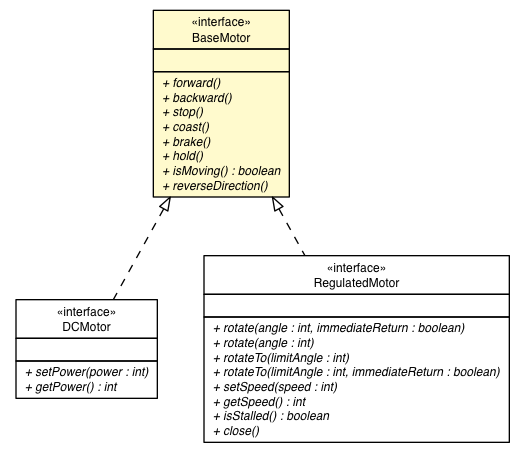 «interface»
BaseMotor
+ forward()
+ backward()
+ stop()
+ coast()
+ brake()
+ hold()
+ isMoving() : boolean
+ reverseDirection()
«interface»
DCMotor
+ setPower(power : int)
+ getPower() : int
«interface»
RegulatedMotor
+ rotate(angle : int, immediateReturn : boolean)
+ rotate(angle : int)
+ rotateTo(limitAngle : int)
+ rotateTo(limitAngle : int, immediateReturn : boolean)
+ setSpeed(speed : int)
+ getSpeed() : int
+ isStalled() : boolean
+ close()